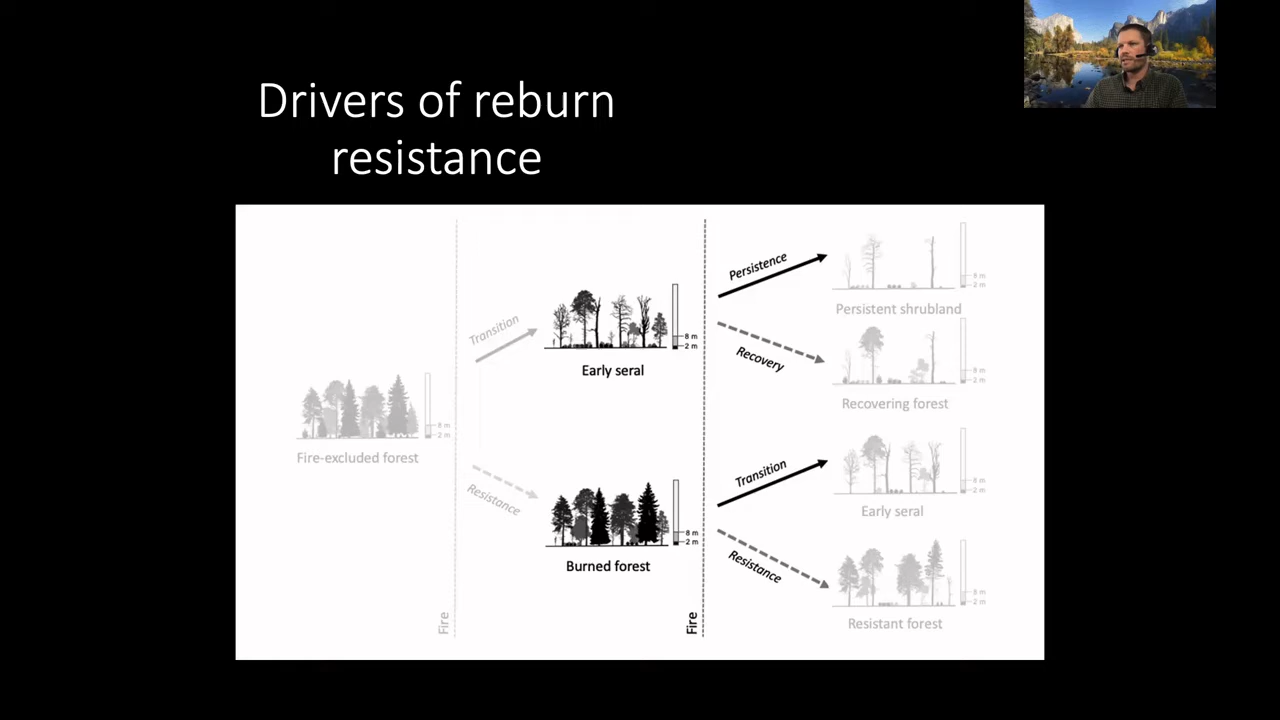 Drivers of reburn
resistance
Fire-excluded forest
8 m
2 m
Transition
Resistance
Fire
Early seral
8 m
2 m
Burned forest
8 m
2 m
Fire
Persistence
Recovery
Transition
Resistance
Persistent shrubland
8 m
2 m
Recovering forest
8 m
2 m
Early seral
8 m
2 m
Resistant forest
8 m
2 m